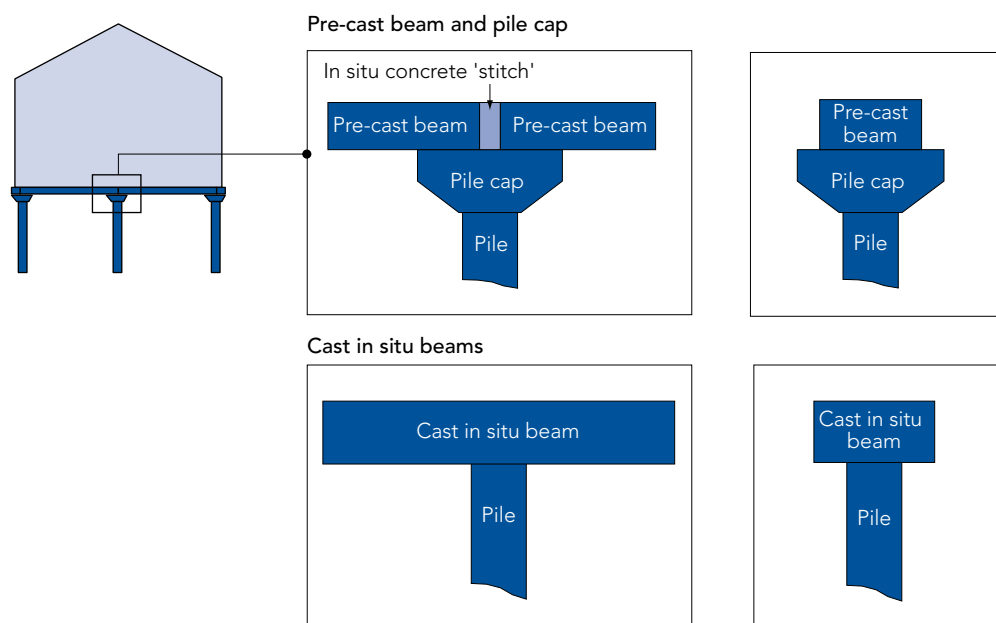 Pre-cast beam and pile cap
In situ concrete 'stitch'
Pre-cast beam
Pre-cast beam
Pile cap
Pile
Pre-cast
beam
Pile cap
Pile
Cast in situ beams
Cast in situ beam
Pile
Cast in situ
beam
Pile